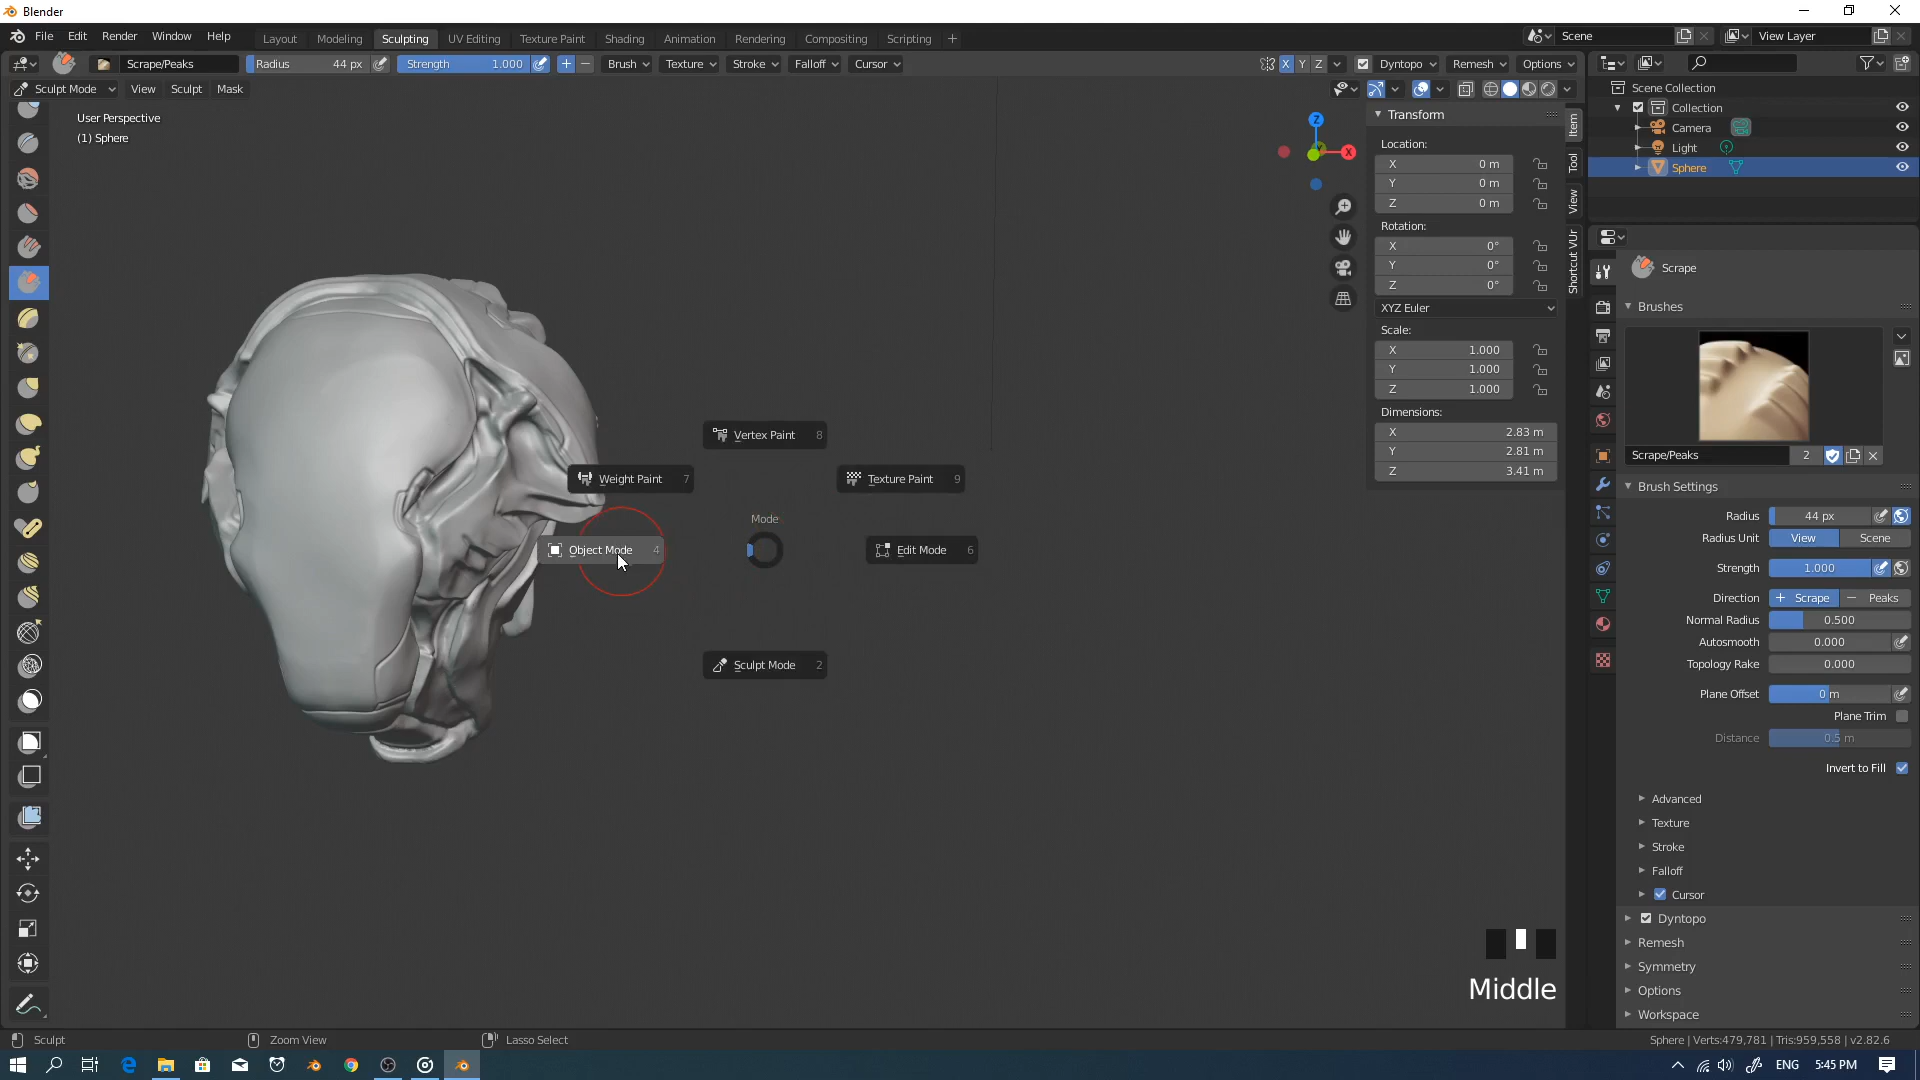 Blender
File Edit Render Window Help
Layout Modeling Sculpting UV Editing Texture Paint Shading Animation Rendering Compositing Scripting +
Scene
View Layer
Scrape/Peaks Radius 44 px Strength 1.000 Brush Texture Stroke Falloff Cursor
X Y Z Dyntopo Remesh Options
Sculpt Mode View Sculpt Mask
User Perspective
(1) Sphere
Z
X
Vertex Paint 8
Weight Paint 7
Texture Paint 9
Mode
Object Mode 4
Edit Mode 6
Sculpt Mode 2
Transform
Location:
X 0 m
Y 0 m
Z 0 m
Rotation:
X 0°
Y 0°
Z 0°
XYZ Euler
Scale:
X 1.000
Y 1.000
Z 1.000
Dimensions:
X 2.83 m
Y 2.81 m
Z 3.41 m
Item
Tool
View
Shortcut VUr
Scene Collection
Collection
Camera
Light
Sphere
Scrape
Brushes
Scrape/Peaks 2
Brush Settings
Radius 44 px
Radius Unit View Scene
Strength 1.000
Direction + Scrape − Peaks
Normal Radius 0.500
Autosmooth 0.000
Topology Rake 0.000
Plane Offset 0 m
Plane Trim
Distance 0.5 m
Invert to Fill
Advanced
Texture
Stroke
Falloff
Cursor
Dyntopo
Remesh
Symmetry
Options
Workspace
Middle
Sculpt Zoom View Lasso Select
Sphere | Verts:479,781 | Tris:959,558 | v2.82.6
ENG 5:45 PM